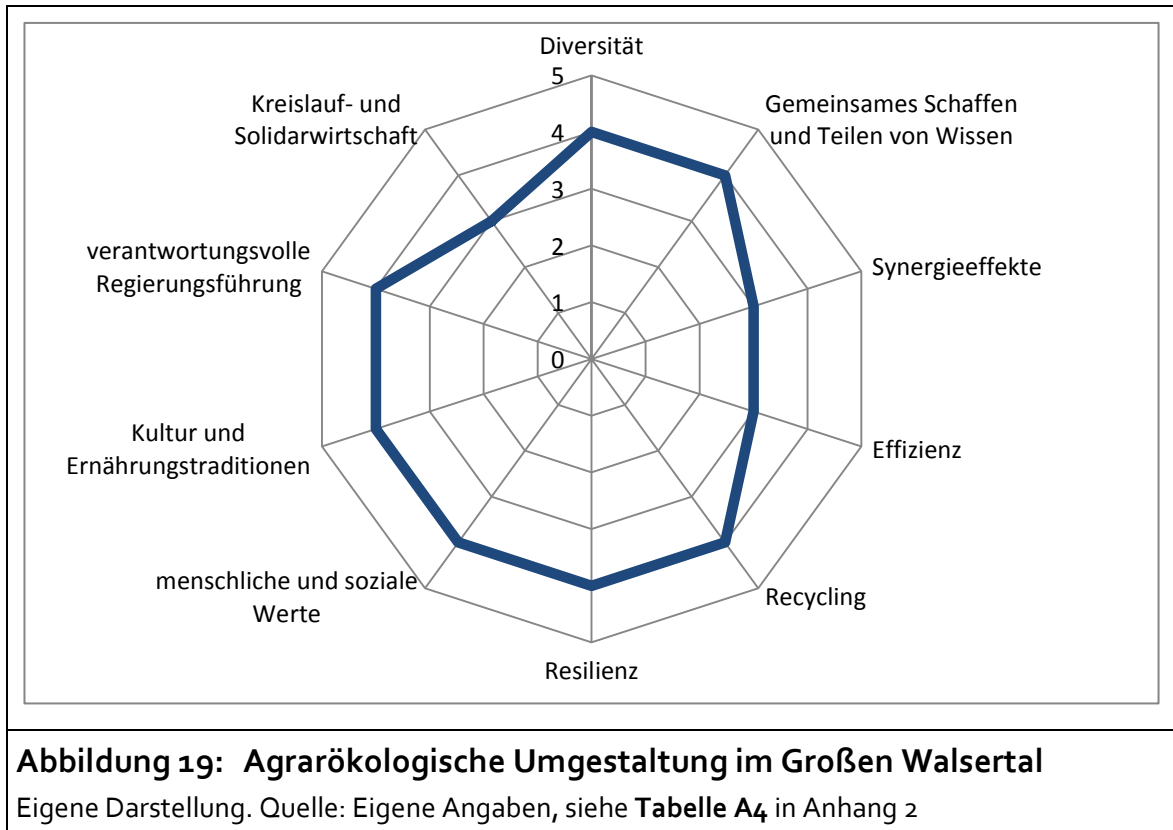 Diversität
5
Kreislauf- und
Solidarwirtschaft
Gemeinsames Schaffen
und Teilen von Wissen
4
3
verantwortungsvolle
Regierungsführung
Synergieeffekte
2
1
0
Kultur und
Ernährungstraditionen
Effizienz
menschliche und soziale
Werte
Recycling
Resilienz
Abbildung 19: Agrarökologische Umgestaltung im Großen Walsertal
Eigene Darstellung. Quelle: Eigene Angaben, siehe Tabelle A4 in Anhang 2